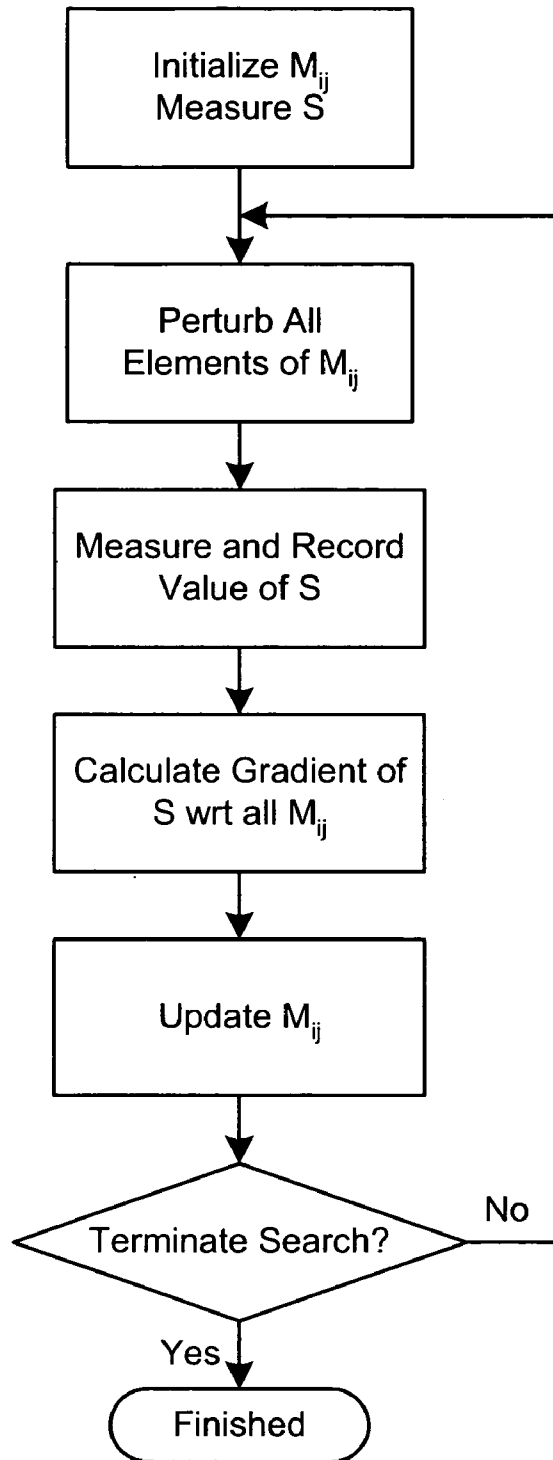 Initialize M_ij
Measure S
Perturb All
Elements of M_ij
Measure and Record
Value of S
Calculate Gradient of
S wrt all M_ij
Update M_ij
Terminate Search?
No
Yes
Finished